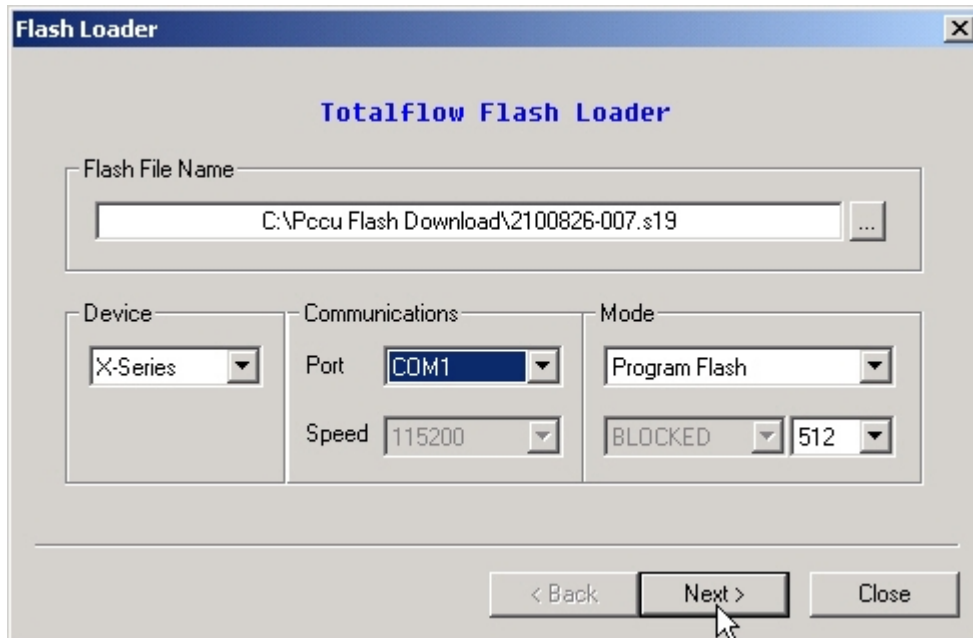 Flash Loader
Totalflow Flash Loader
Flash File Name
C:\Pccu Flash Download\2100826-007.s19
...
Device
Communications
Mode
X-Series
Port
COM1
Program Flash
Speed
115200
BLOCKED
512
< Back
Next >
Close